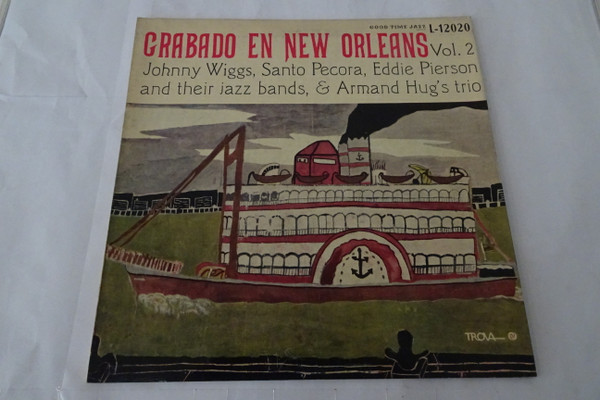 GOOD TIME JAZZ L-12020
GRABADO EN NEW ORLEANS Vol. 2
Johnny Wiggs, Santo Pecora, Eddie Pierson
and their jazz bands, & Armand Hug's trio
TROVA